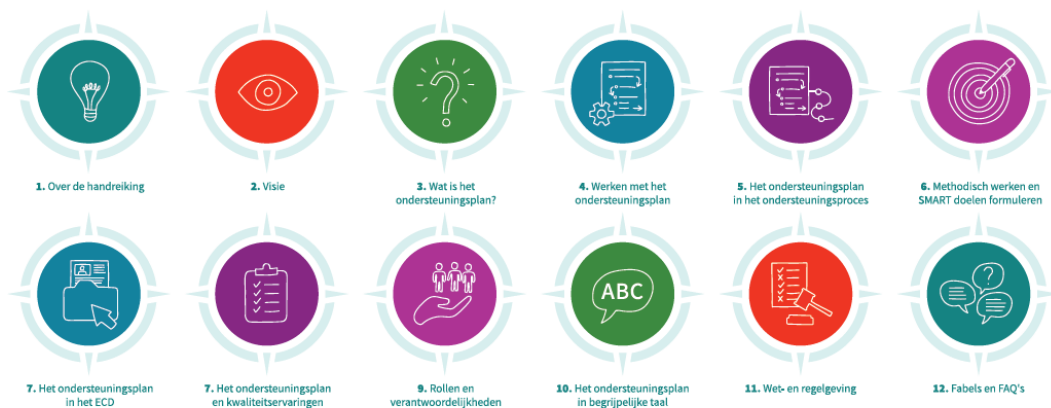 1. Over de handreiking
2. Visie
3. Wat is het
ondersteuningsplan?
4. Werken met het
ondersteuningsplan
5. Het ondersteuningsplan
in het ondersteuningsproces
6. Methodisch werken en
SMART doelen formuleren
7. Het ondersteuningsplan
in het ECD
7. Het ondersteuningsplan
en kwaliteitservaringen
9. Rollen en
verantwoordelijkheden
ABC
10. Het ondersteuningsplan
in begrijpelijke taal
11. Wet- en regelgeving
12. Fabels en FAQ's